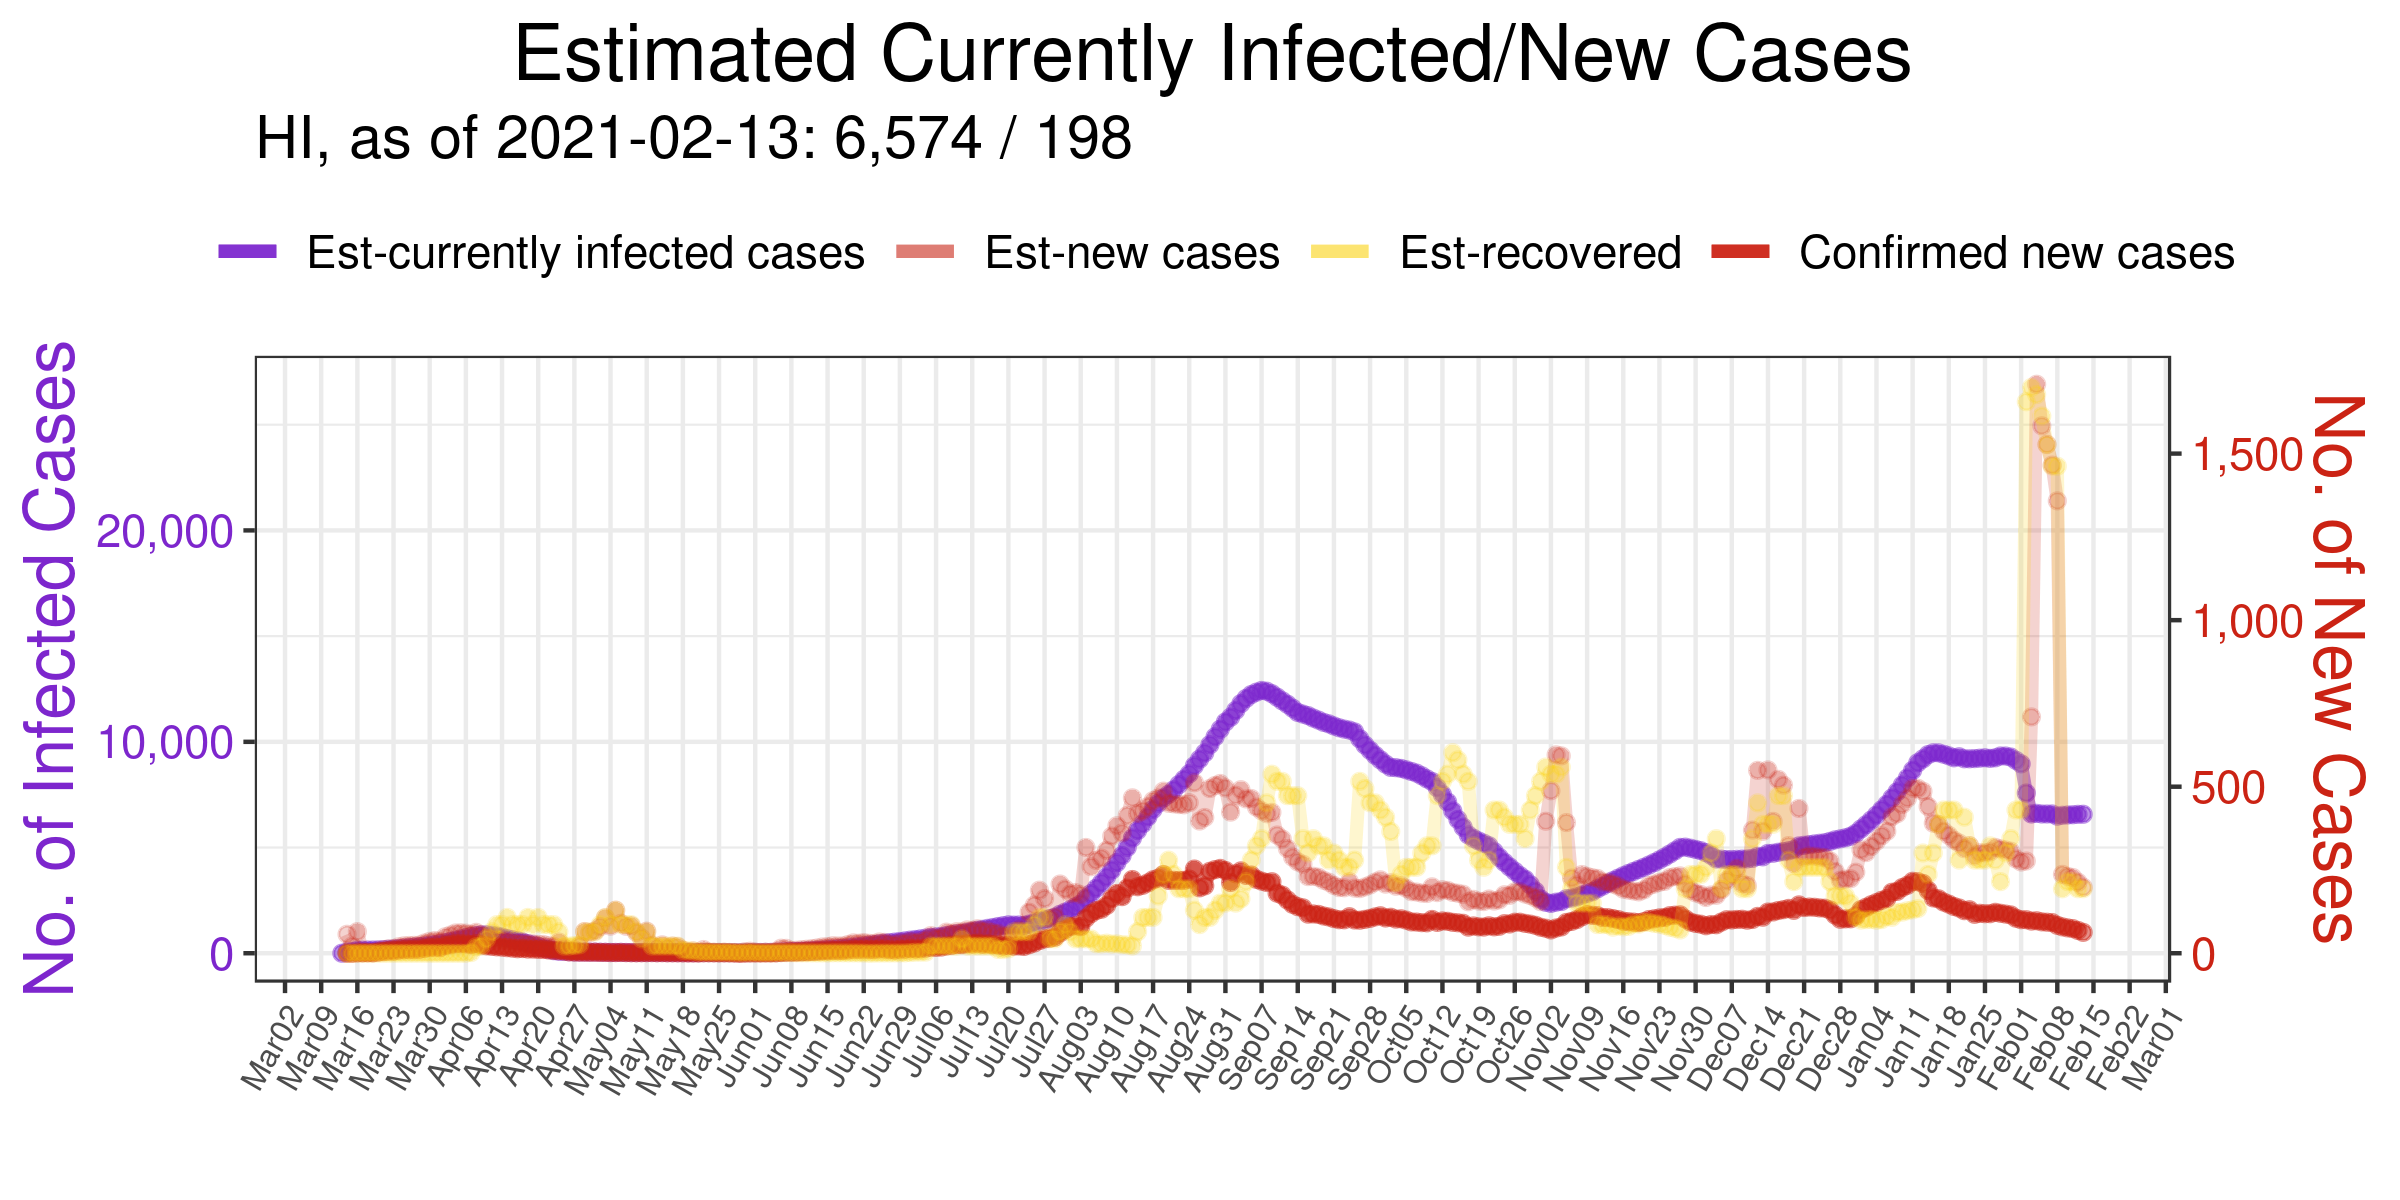 Estimated Currently Infected/New Cases
HI, as of 2021-02-13: 6,574 / 198
Est-currently infected cases Est-new cases Est-recovered Confirmed new cases
No. of Infected Cases
20,000
10,000
0
1,500
1,000
500
0
No. of New Cases
Mar02 Mar09 Mar16 Mar23 Mar30 Apr06 Apr13 Apr20 Apr27 May04 May11 May18 May25 Jun01 Jun08 Jun15 Jun22 Jun29 Jul06 Jul13 Jul20 Jul27 Aug03 Aug10 Aug17 Aug24 Aug31 Sep07 Sep14 Sep21 Sep28 Oct05 Oct12 Oct19 Oct26 Nov02 Nov09 Nov16 Nov23 Nov30 Dec07 Dec14 Dec21 Dec28 Jan04 Jan11 Jan18 Jan25 Feb01 Feb08 Feb15 Feb22 Mar01